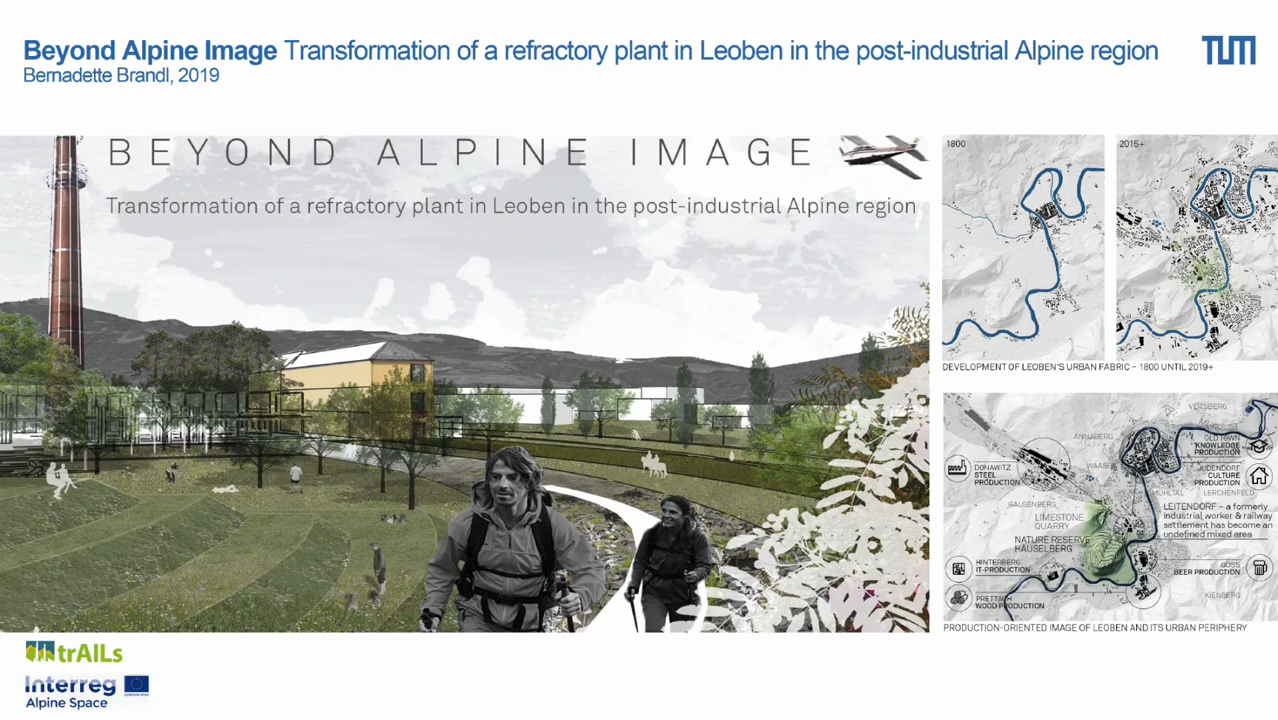 Beyond Alpine Image Transformation of a refractory plant in Leoben in the post-industrial Alpine region
Bernadette Brandl, 2019
TUM
BEYOND ALPINE IMAGE
Transformation of a refractory plant in Leoben in the post-industrial Alpine region
1800
2015+
DEVELOPMENT OF LEOBEN'S URBAN FABRIC – 1800 UNTIL 2019+
VEITSBERG
ANNABERG
OLD TOWN
KNOWLEDGE
PRODUCTION
WAASEN
DONAWITZ
STEEL
PRODUCTION
JUDENDORF
CULTURE
PRODUCTION
MÜHLTAL
LERCHENFELD
GALGENBERG
LIMESTONE
QUARRY
LEITENDORF – a formerly
industrial worker & railway
settlement has become an
undefined mixed area
NATURE RESERVE
HÄUSELBERG
HINTERBERG
IT-PRODUCTION
GÖSS
BEER PRODUCTION
PRETTACH
WOOD PRODUCTION
KIENBERG
PRODUCTION-ORIENTED IMAGE OF LEOBEN AND ITS URBAN PERIPHERY
trAILs
Interreg
Alpine Space